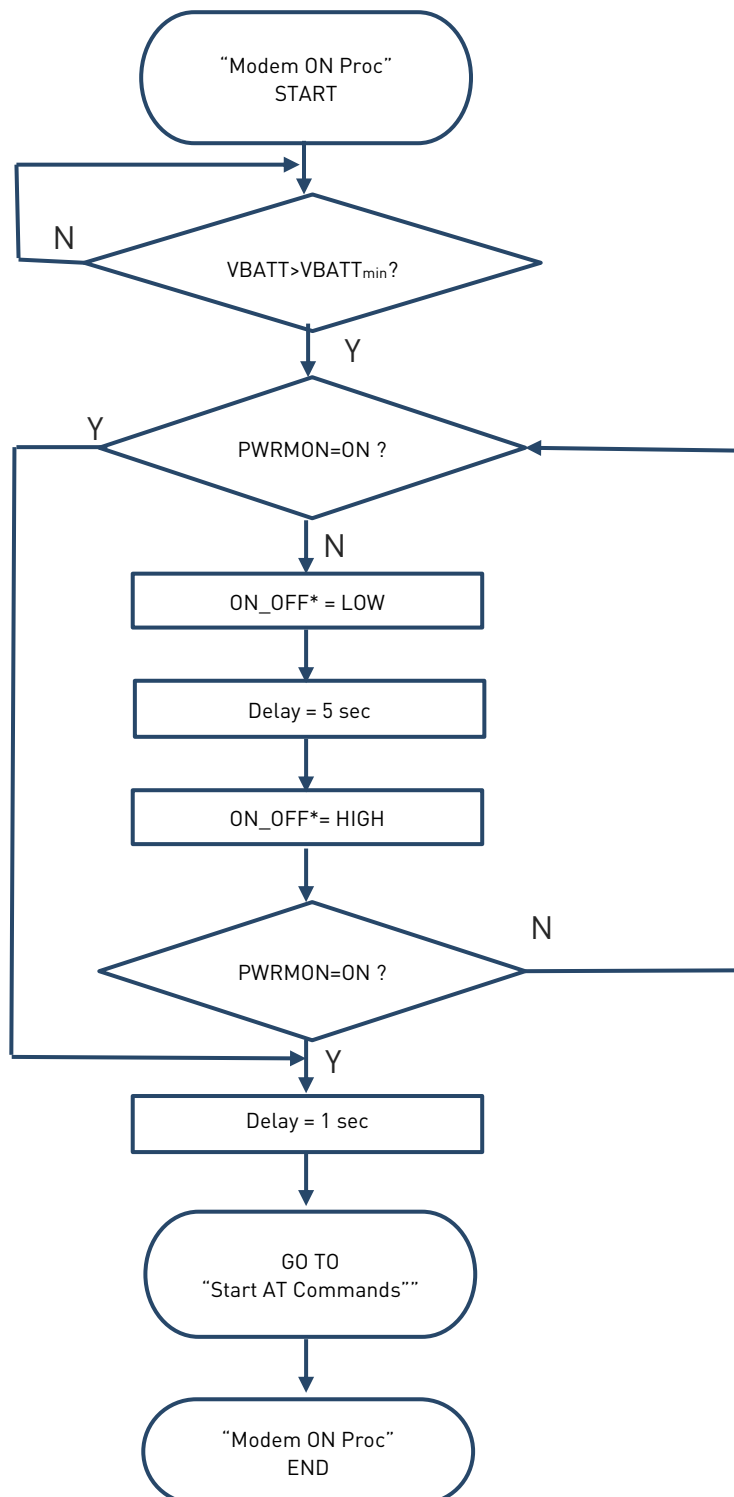 “Modem ON Proc”
START
N
VBATT>VBATTmin?
Y
Y
PWRMON=ON ?
N
ON_OFF* = LOW
Delay = 5 sec
ON_OFF*= HIGH
N
PWRMON=ON ?
Y
Delay = 1 sec
GO TO
“Start AT Commands””
“Modem ON Proc”
END